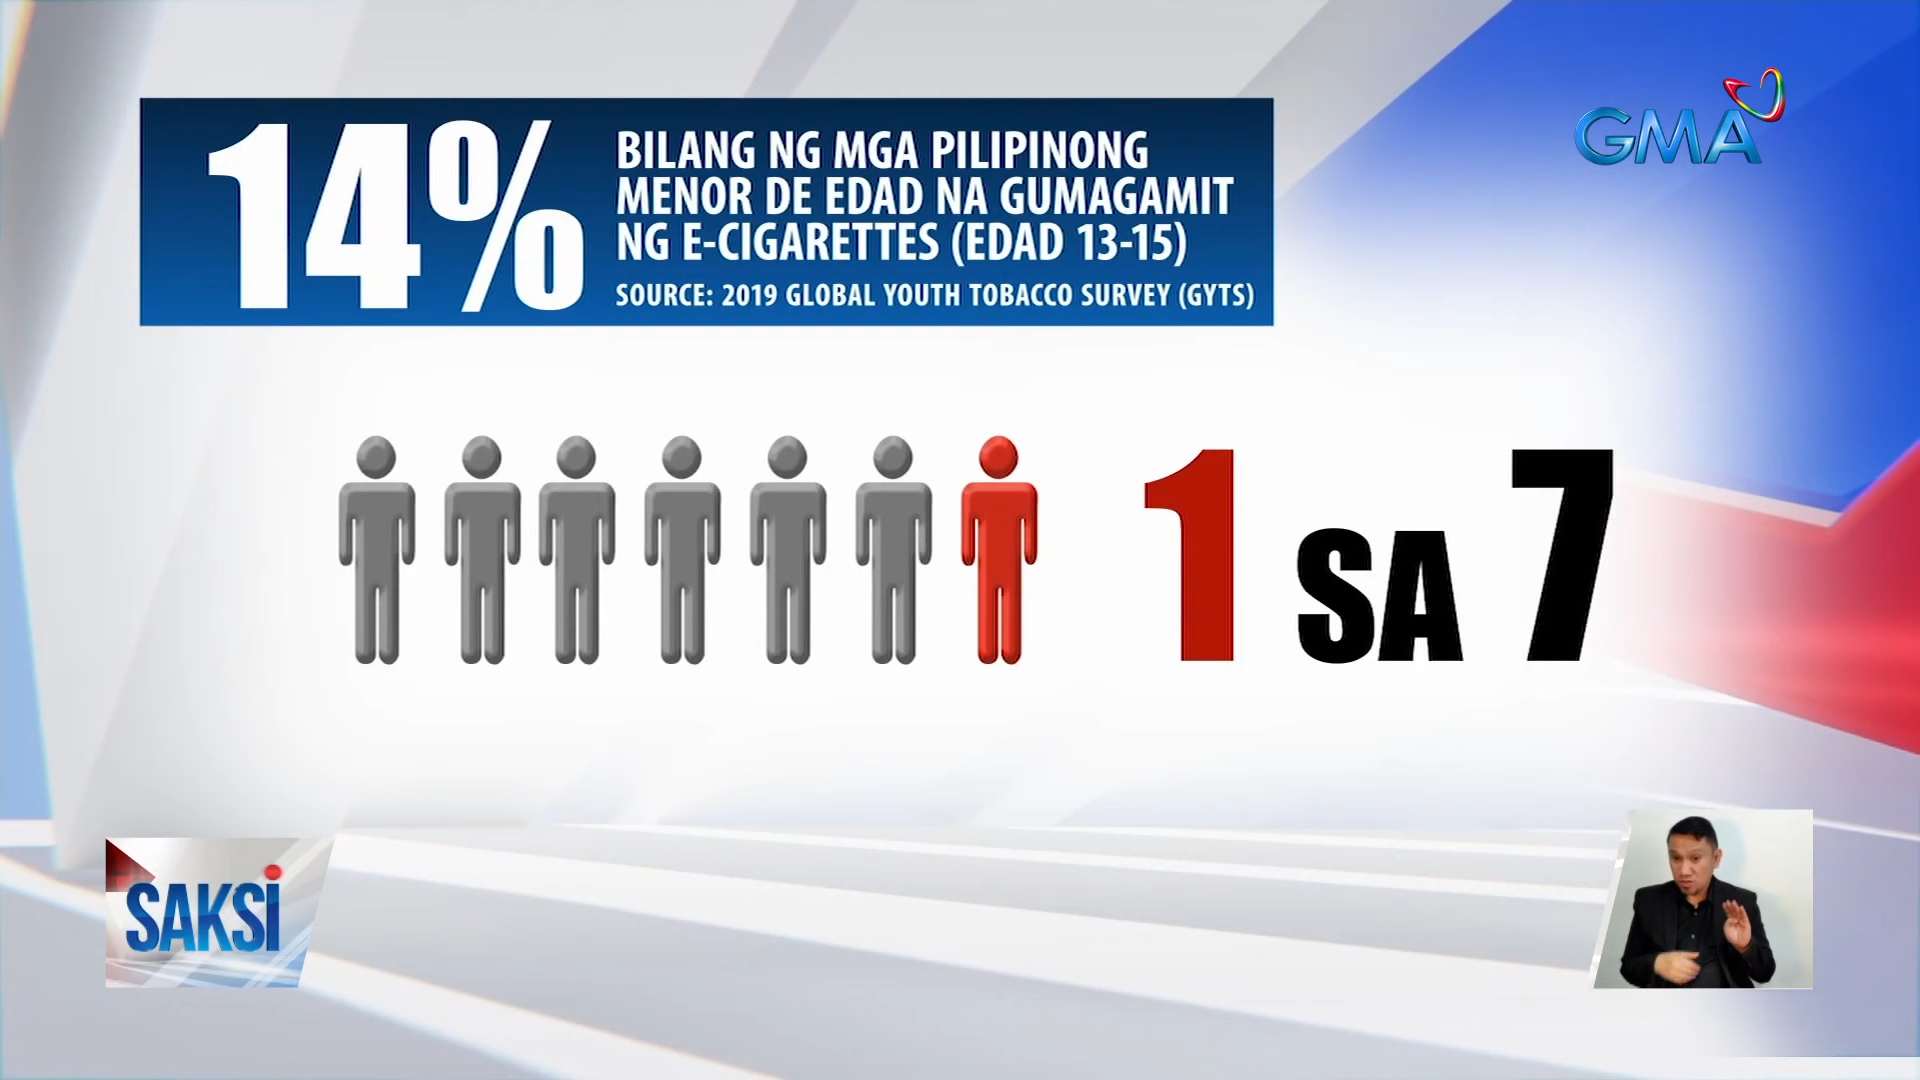 14%
BILANG NG MGA PILIPINONG
MENOR DE EDAD NA GUMAGAMIT
NG E-CIGARETTES (EDAD 13-15)
SOURCE: 2019 GLOBAL YOUTH TOBACCO SURVEY (GYTS)
GMA
1 SA 7
SAKSI